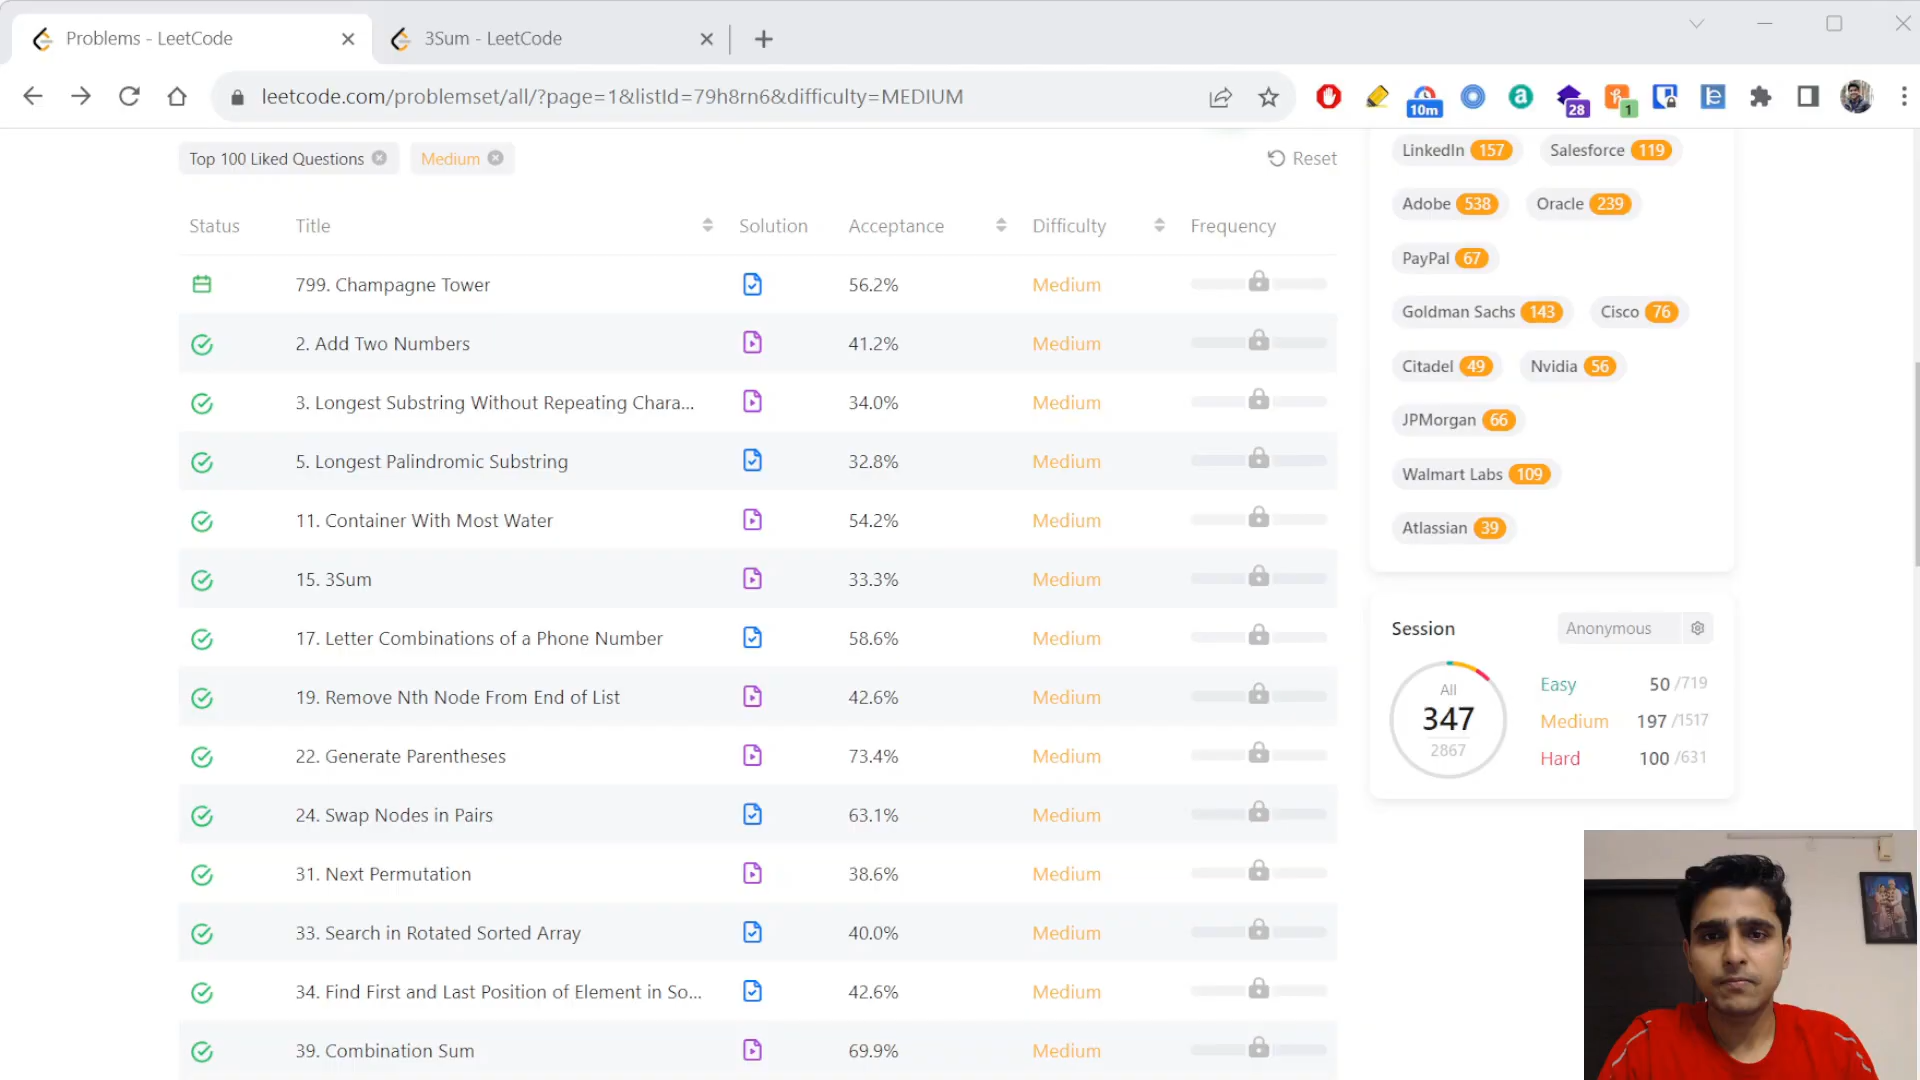 Problems - LeetCode
3Sum - LeetCode
leetcode.com/problemset/all/?page=1&listId=79h8rn6&difficulty=MEDIUM
10m
a
28
1
Top 100 Liked Questions
Medium
Reset
Status Title Solution Acceptance Difficulty Frequency
799. Champagne Tower 56.2% Medium
2. Add Two Numbers 41.2% Medium
3. Longest Substring Without Repeating Chara... 34.0% Medium
5. Longest Palindromic Substring 32.8% Medium
11. Container With Most Water 54.2% Medium
15. 3Sum 33.3% Medium
17. Letter Combinations of a Phone Number 58.6% Medium
19. Remove Nth Node From End of List 42.6% Medium
22. Generate Parentheses 73.4% Medium
24. Swap Nodes in Pairs 63.1% Medium
31. Next Permutation 38.6% Medium
33. Search in Rotated Sorted Array 40.0% Medium
34. Find First and Last Position of Element in So... 42.6% Medium
39. Combination Sum 69.9% Medium
LinkedIn 157 Salesforce 119
Adobe 538 Oracle 239
PayPal 67
Goldman Sachs 143 Cisco 76
Citadel 49 Nvidia 56
JPMorgan 66
Walmart Labs 109
Atlassian 39
Session Anonymous
All
347
2867
Easy 50 /719
Medium 197 /1517
Hard 100 /631